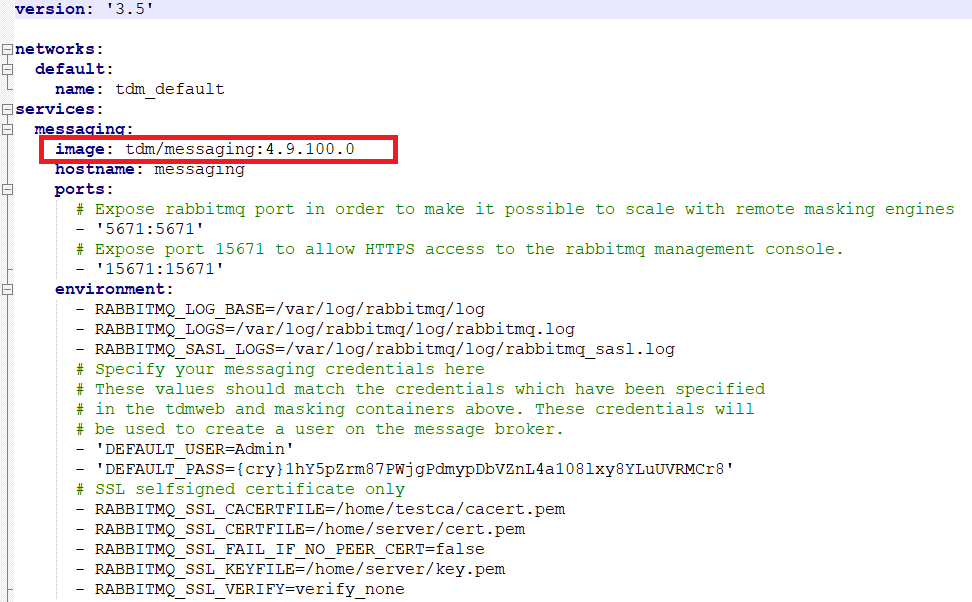 version: '3.5'
networks:
default:
name: tdm_default
services:
messaging:
image: tdm/messaging:4.9.100.0
hostname: messaging
ports:
# Expose rabbitmq port in order to make it possible to scale with remote masking engines
- '5671:5671'
# Expose port 15671 to allow HTTPS access to the rabbitmq management console.
- '15671:15671'
environment:
- RABBITMQ_LOG_BASE=/var/log/rabbitmq/log
- RABBITMQ_LOGS=/var/log/rabbitmq/log/rabbitmq.log
- RABBITMQ_SASL_LOGS=/var/log/rabbitmq/log/rabbitmq_sasl.log
# Specify your messaging credentials here
# These values should match the credentials which have been specified
# in the tdmweb and masking containers above. These credentials will
# be used to create a user on the message broker.
- 'DEFAULT_USER=Admin'
- 'DEFAULT_PASS={cry}1hY5pZrm87PWjgPdmypDbVZnL4a108lxy8YLuUVRMCr8'
# SSL selfsigned certificate only
- RABBITMQ_SSL_CACERTFILE=/home/testca/cacert.pem
- RABBITMQ_SSL_CERTFILE=/home/server/cert.pem
- RABBITMQ_SSL_FAIL_IF_NO_PEER_CERT=false
- RABBITMQ_SSL_KEYFILE=/home/server/key.pem
- RABBITMQ_SSL_VERIFY=verify_none